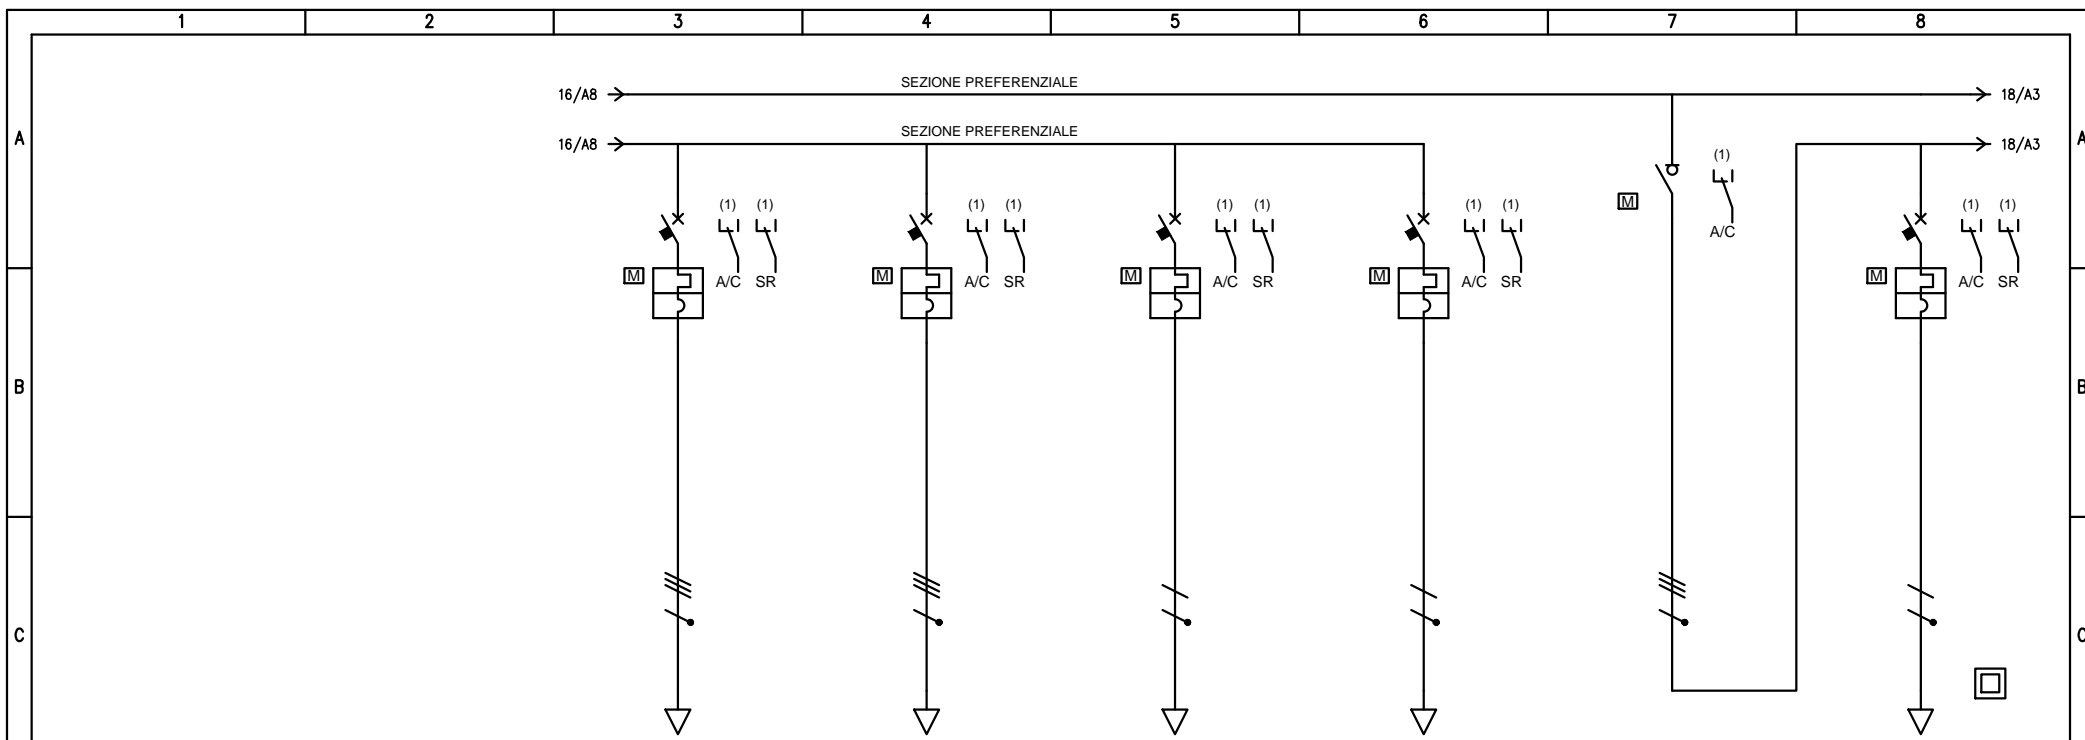 1 2 3 4 5 6 7 8
SEZIONE PREFERENZIALE
16/A8 18/A3
A SEZIONE PREFERENZIALE A
16/A8 18/A3
(1)
M
(1) (1) (1) (1) (1) (1) (1) (1) (1) (1)
A/C
M A/C SR M A/C SR M A/C SR M A/C SR M A/C SR
B B
C C